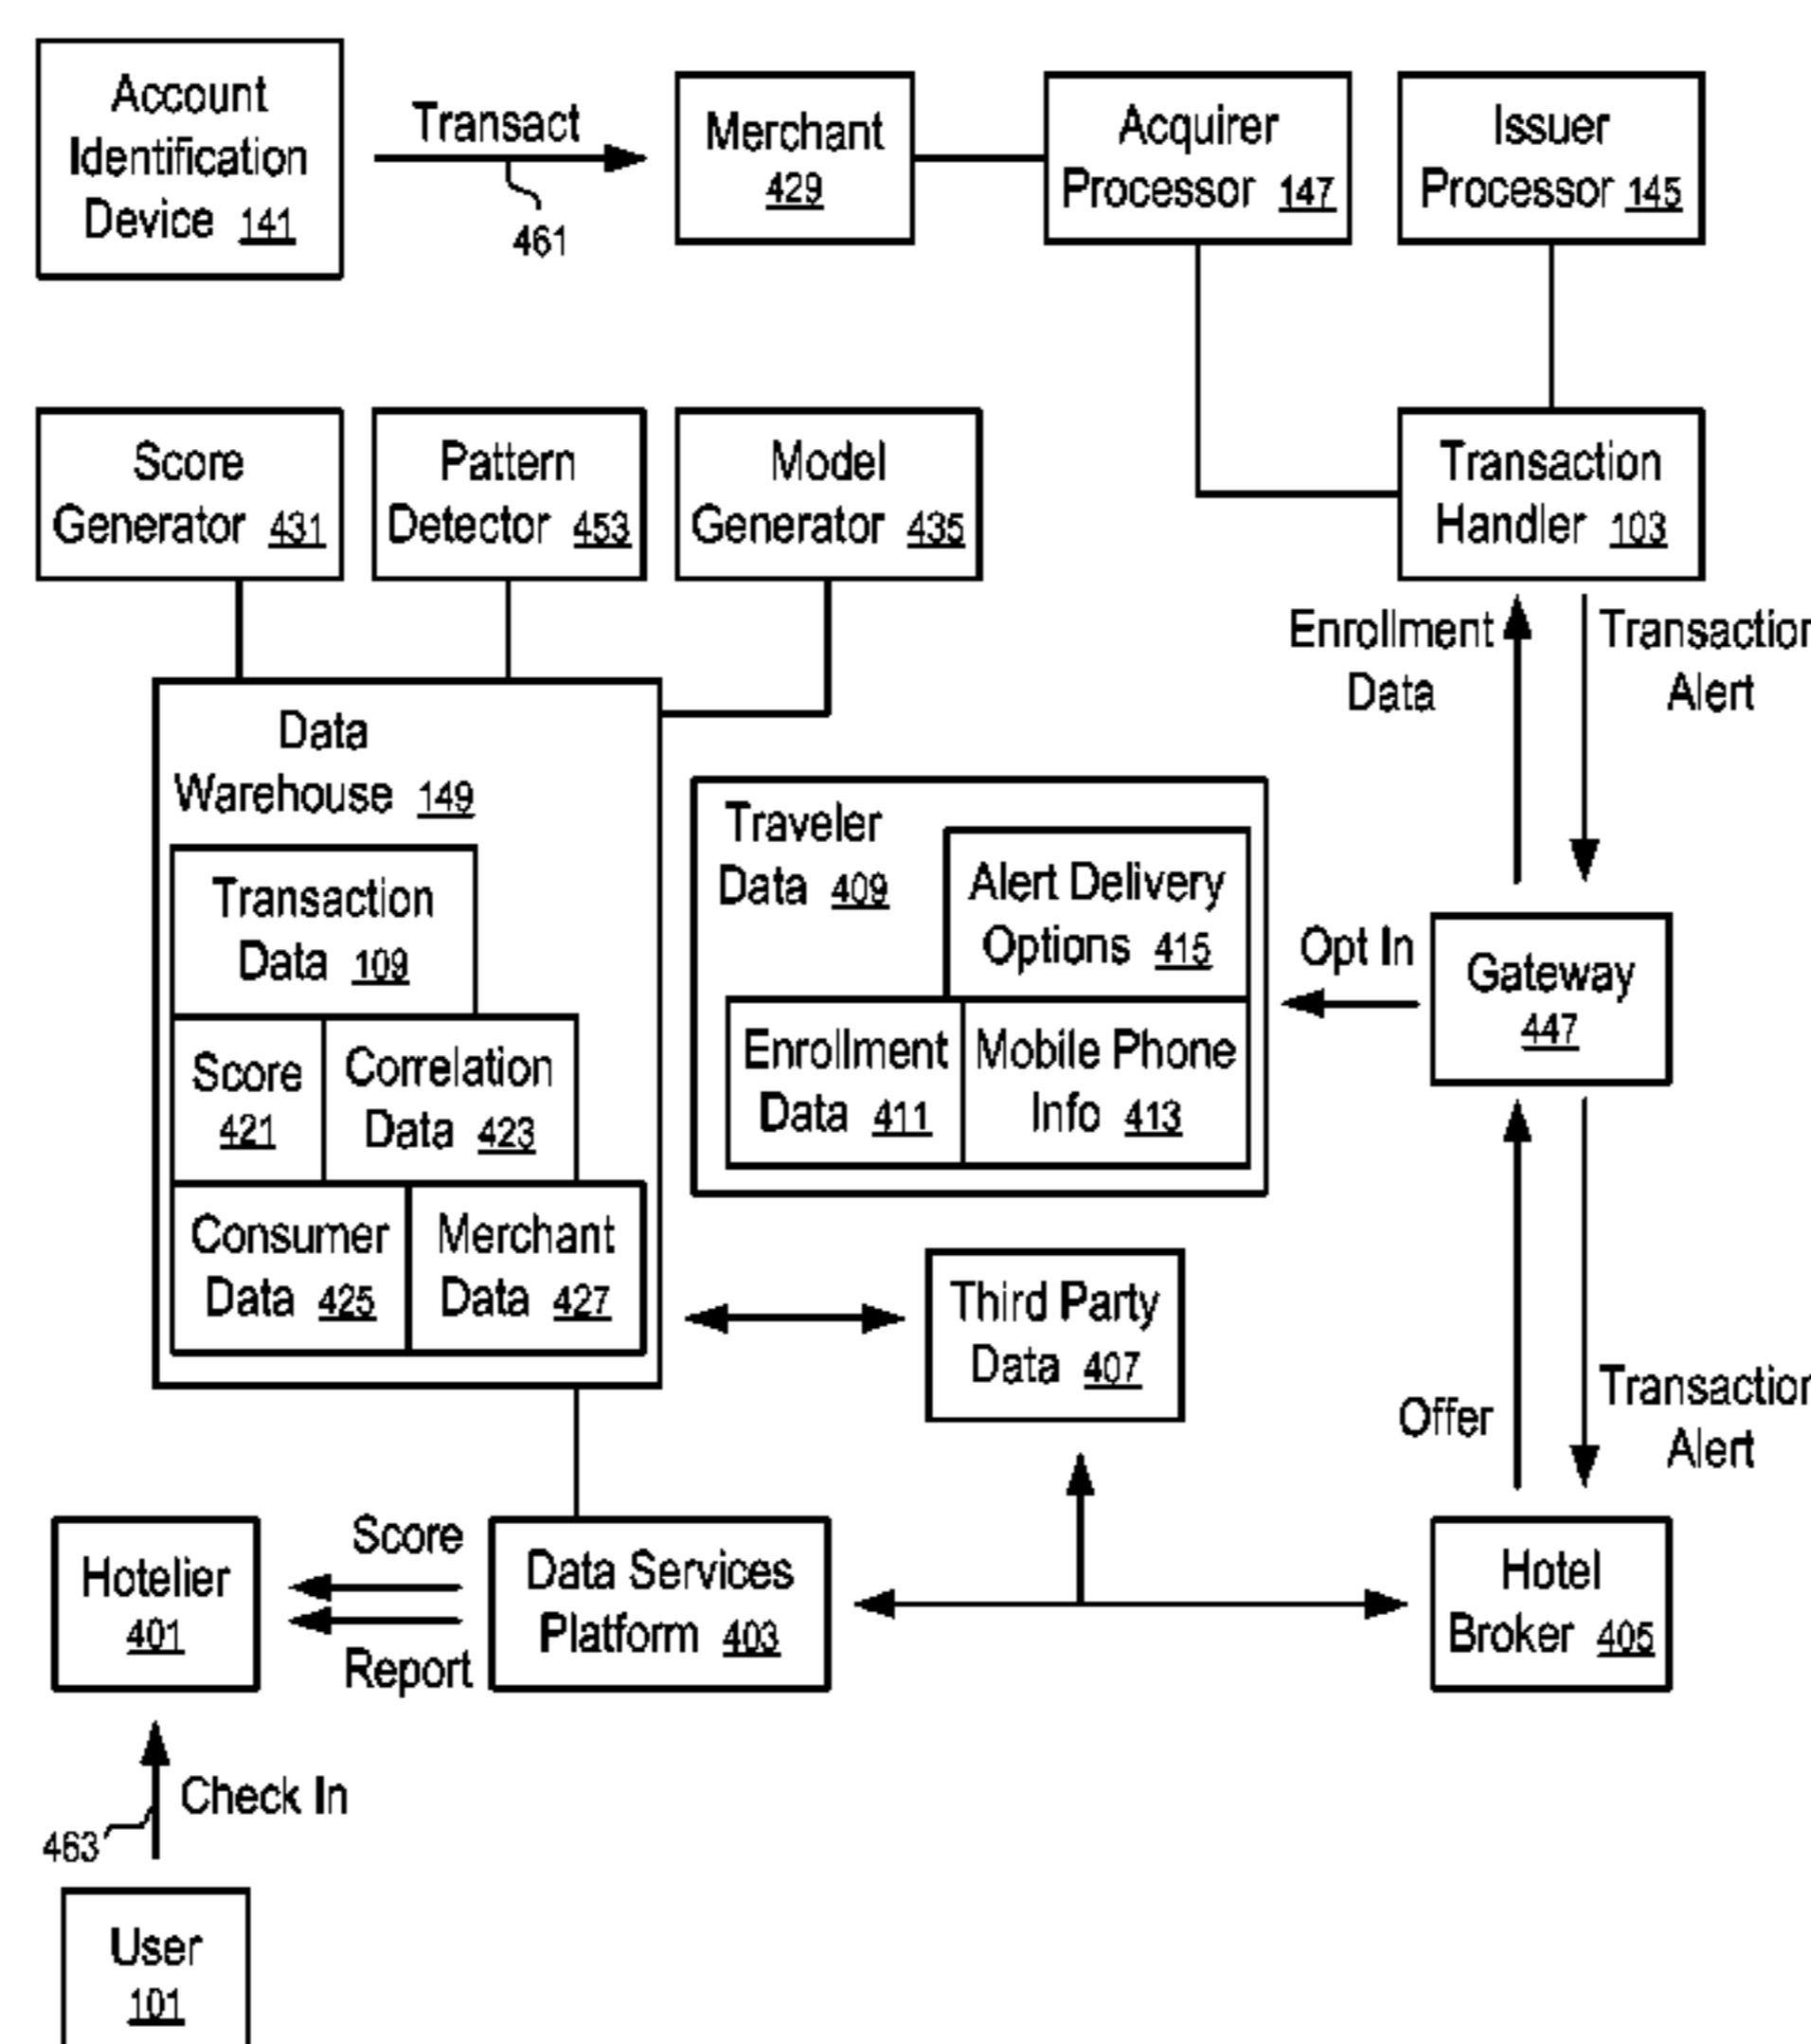 Account
Identification
Device 141
Transact
461
Merchant
429
Acquirer
Processor 147
Issuer
Processor 145
Score
Generator 431
Pattern
Detector 453
Model
Generator 435
Transaction
Handler 103
Enrollment
Data
Transaction
Alert
Data
Warehouse 149
Transaction
Data 109
Score
421
Correlation
Data 423
Consumer
Data 425
Merchant
Data 427
Traveler
Data 409
Alert Delivery
Options 415
Enrollment
Data 411
Mobile Phone
Info 413
Opt In
Gateway
447
Third Party
Data 407
Offer
Transaction
Alert
Hotelier
401
Score
Report
Data Services
Platform 403
Hotel
Broker 405
Check In
463
User
101